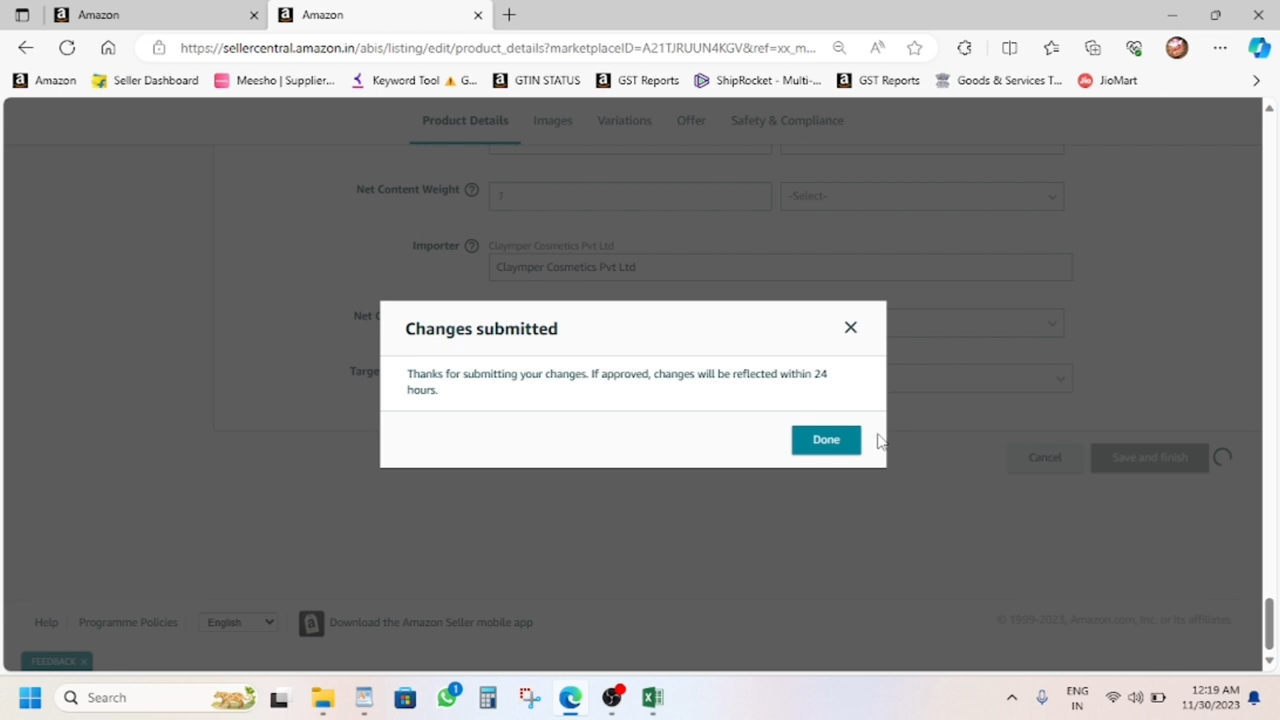 Amazon
Amazon
https://sellercentral.amazon.in/abis/listing/edit/product_details?marketplaceID=A21TJRUUN4KGV&ref=xx_m...
Amazon Seller Dashboard Meesho | Supplier... Keyword Tool ⚠ G... GTIN STATUS GST Reports ShipRocket - Multi-... GST Reports Goods & Services T... JioMart
Product Details Images Variations Offer Safety & Compliance
Net Content Weight ? -Select-
Importer ? Claymper Cosmetics Pvt Ltd
Claymper Cosmetics Pvt Ltd
Net C
Targe
Changes submitted
Thanks for submitting your changes. If approved, changes will be reflected within 24
hours.
Done
Cancel Save and finish
Help Programme Policies English Download the Amazon Seller mobile app © 1999-2023, Amazon.com, Inc. or its affiliates
FEEDBACK ×
Search 1 ENG 12:19 AM
IN 11/30/2023